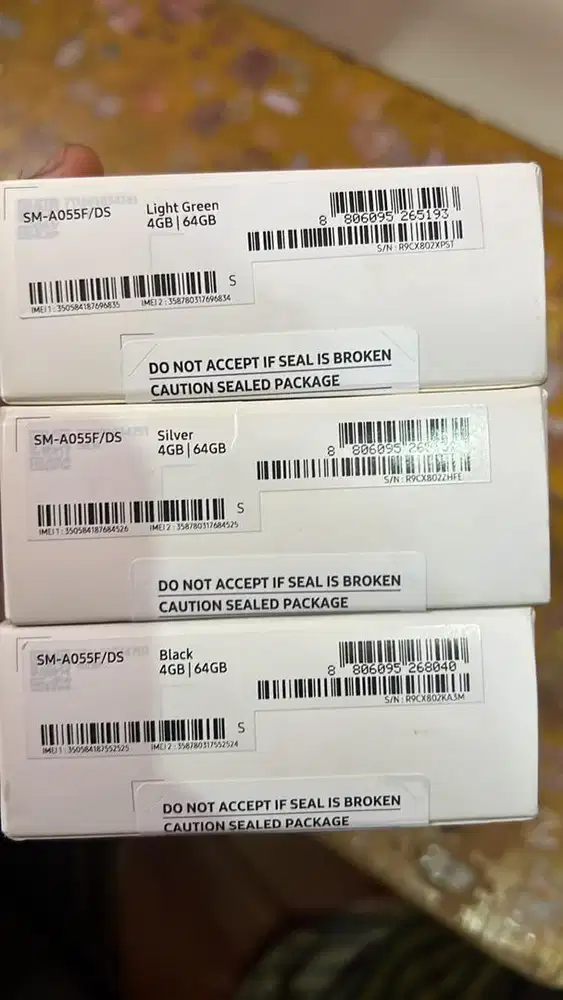 SM-A055F/DS
Light Green
4GB | 64GB
8 806095 265193
S/N : R9CX802XPST
S
IMEI 1 : 350584187696835
IMEI 2 : 358780317696834
DO NOT ACCEPT IF SEAL IS BROKEN
CAUTION SEALED PACKAGE
SM-A055F/DS
Silver
4GB | 64GB
8 806095
S/N : R9CX802ZHFE
S
IMEI 1 : 350584187684526
IMEI 2 : 358780317684525
DO NOT ACCEPT IF SEAL IS BROKEN
CAUTION SEALED PACKAGE
SM-A055F/DS
Black
4GB | 64GB
8 806095 268040
S/N : R9CX802KA3M
S
IMEI 1 : 350584187552525
IMEI 2 : 358780317552524
DO NOT ACCEPT IF SEAL IS BROKEN
CAUTION SEALED PACKAGE